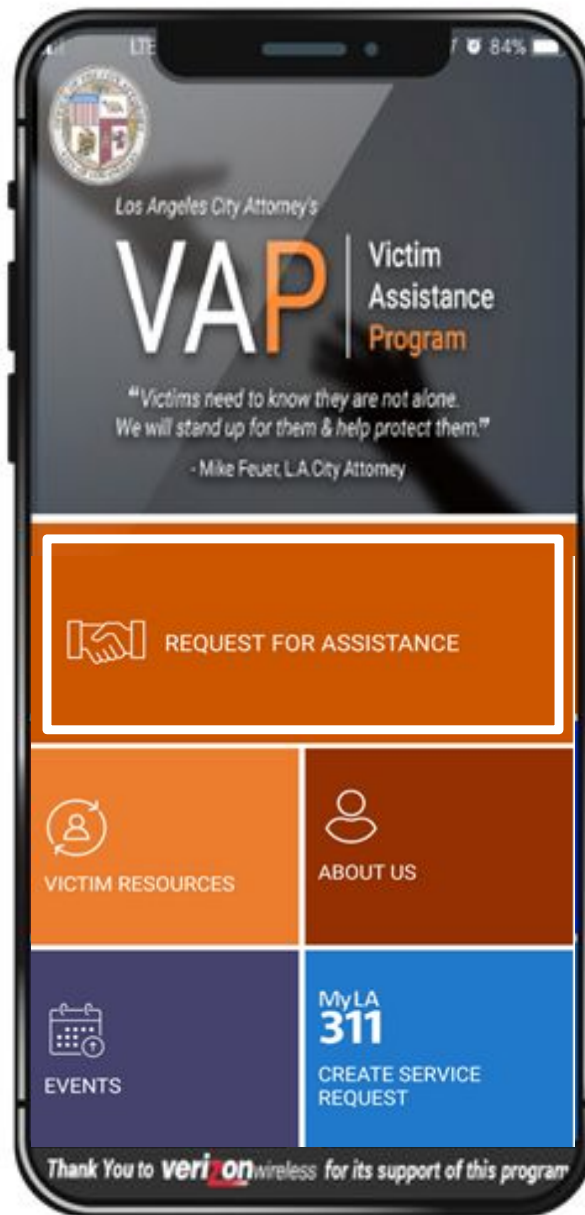 LTE
84%
Los Angeles City Attorney's
VAP
Victim
Assistance
Program
“Victims need to know they are not alone.
We will stand up for them & help protect them.”
- Mike Feuer, L.A City Attorney
REQUEST FOR ASSISTANCE
VICTIM RESOURCES
ABOUT US
EVENTS
MyLA
311
CREATE SERVICE
REQUEST
Thank You to verizon wireless for its support of this program